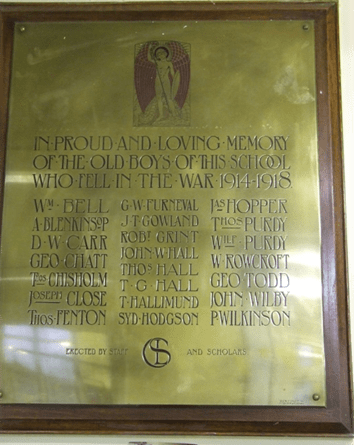 IN·PROUD·AND·LOVING·MEMORY
OF·THE·OLD·BOYS·OF·THIS·SCHOOL
WHO·FELL·IN·THE·WAR·1914-1918
Wᴹ·BELL
A·BLENKINSOP
D·W·CARR
GEO CHATT
CHISHOLM
JOSEPH CLOSE
THOS·FENTON
G·W·FURNEVAL
J·T·GOWLAND
ROBᵀ GRINT
JOHN·W·HALL
THOˢ HALL
T·G·HALL
T·HALLIMUND
SYD·HODGSON
JAˢ HOPPER
THOS PURDY
WILF PURDY
W·ROWCROFT
GEO TODD
JOHN WILBY
P·WILKINSON
ERECTED BY STAFF AND SCHOLARS